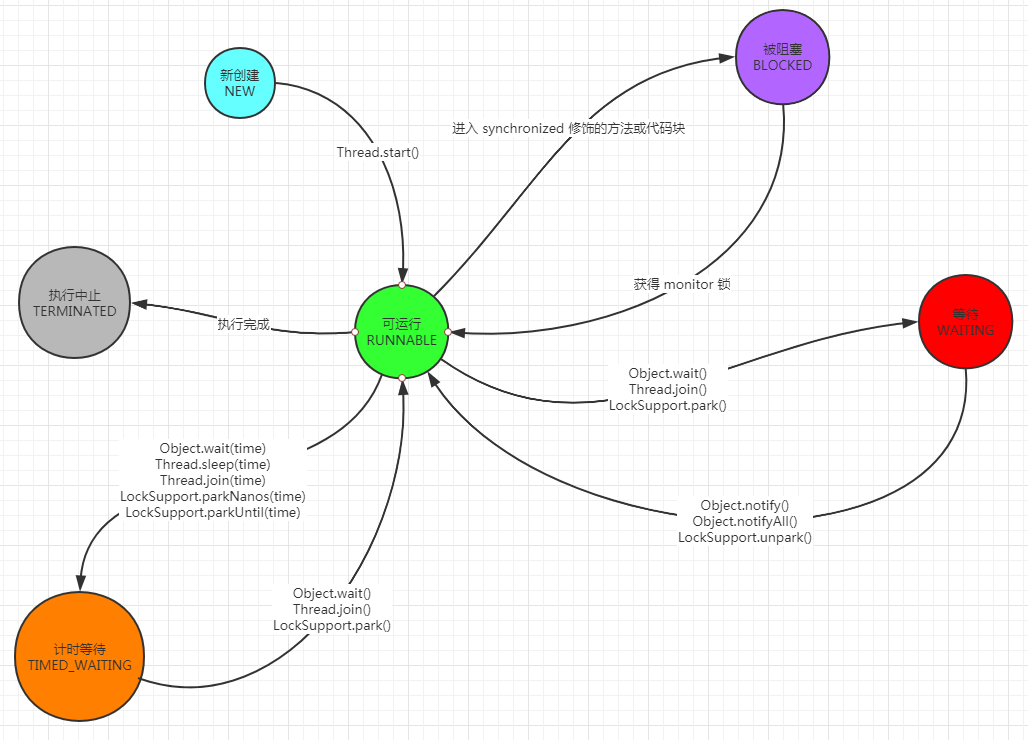 被阻塞
BLOCKED
新创建
NEW
进入 synchronized 修饰的方法或代码块
Thread.start()
获得 monitor 锁
执行中止
TERMINATED
执行完成
可运行
RUNNABLE
等待
WAITING
Object.wait()
Thread.join()
LockSupport.park()
Object.wait(time)
Thread.sleep(time)
Thread.join(time)
LockSupport.parkNanos(time)
LockSupport.parkUntil(time)
Object.notify()
Object.notifyAll()
LockSupport.unpark()
Object.wait()
Thread.join()
LockSupport.park()
计时等待
TIMED_WAITING